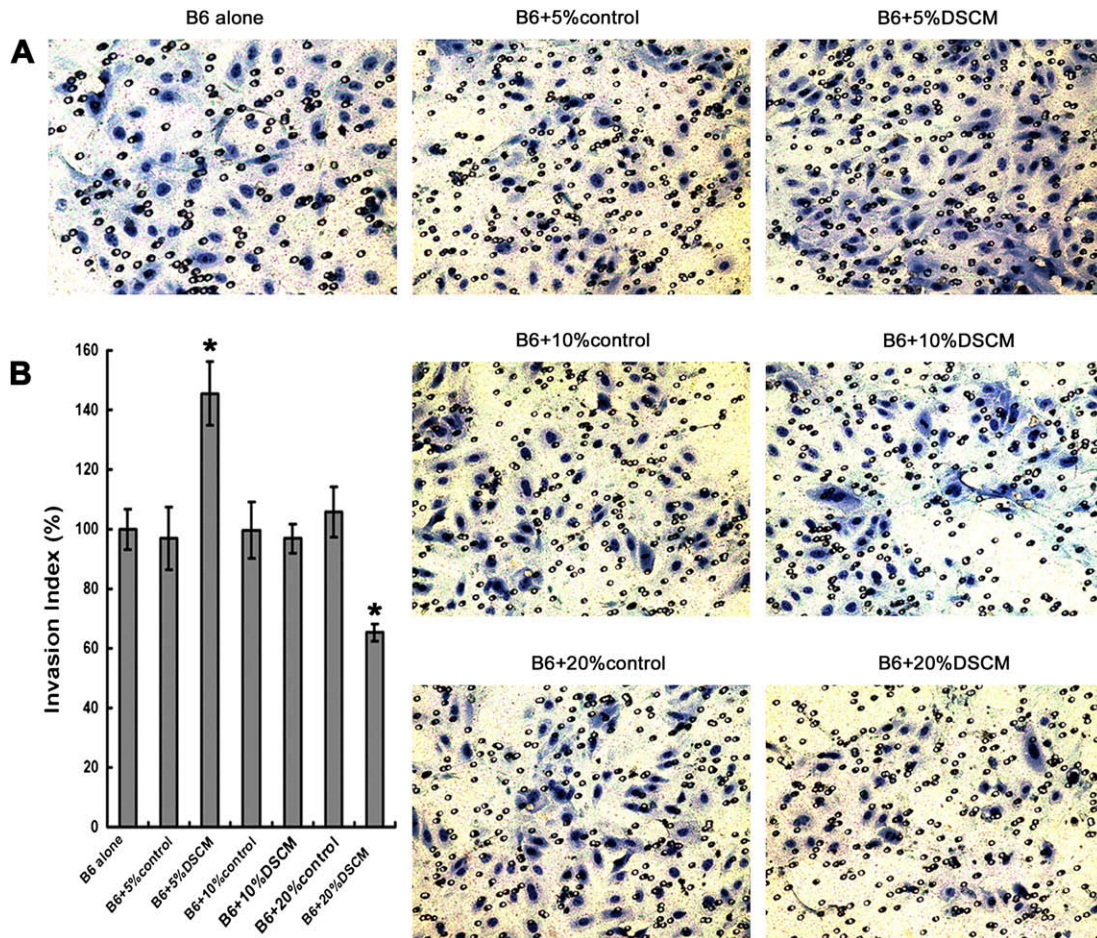 B6 alone
B6+5%control
B6+5%DSCM
A
B6+10%control
B6+10%DSCM
B
160
140
120
100
80
60
40
20
0
Invasion Index (%)
*
*
B6 alone
B6+5%control
B6+5%DSCM
B6+10%control
B6+10%DSCM
B6+20%control
B6+20%DSCM
B6+20%control
B6+20%DSCM